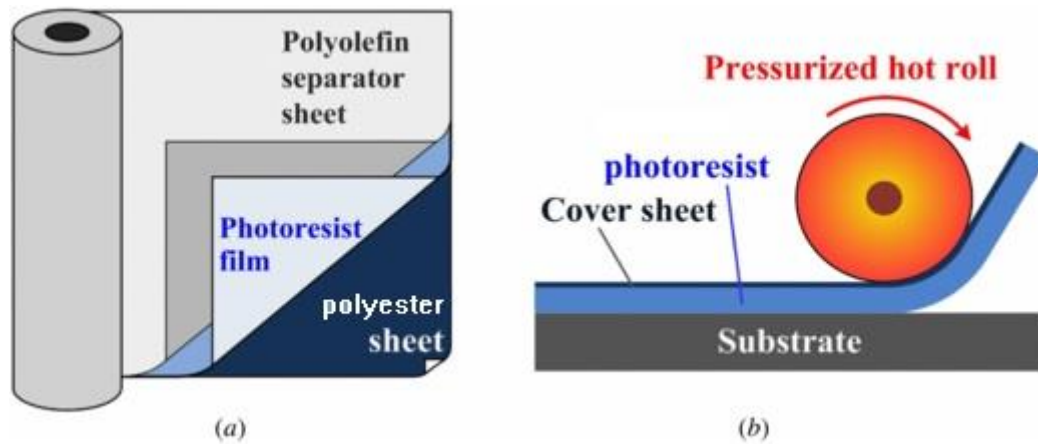 Polyolefin
separator
sheet
Photoresist
film
polyester
sheet
(a)
Pressurized hot roll
photoresist
Cover sheet
Substrate
(b)